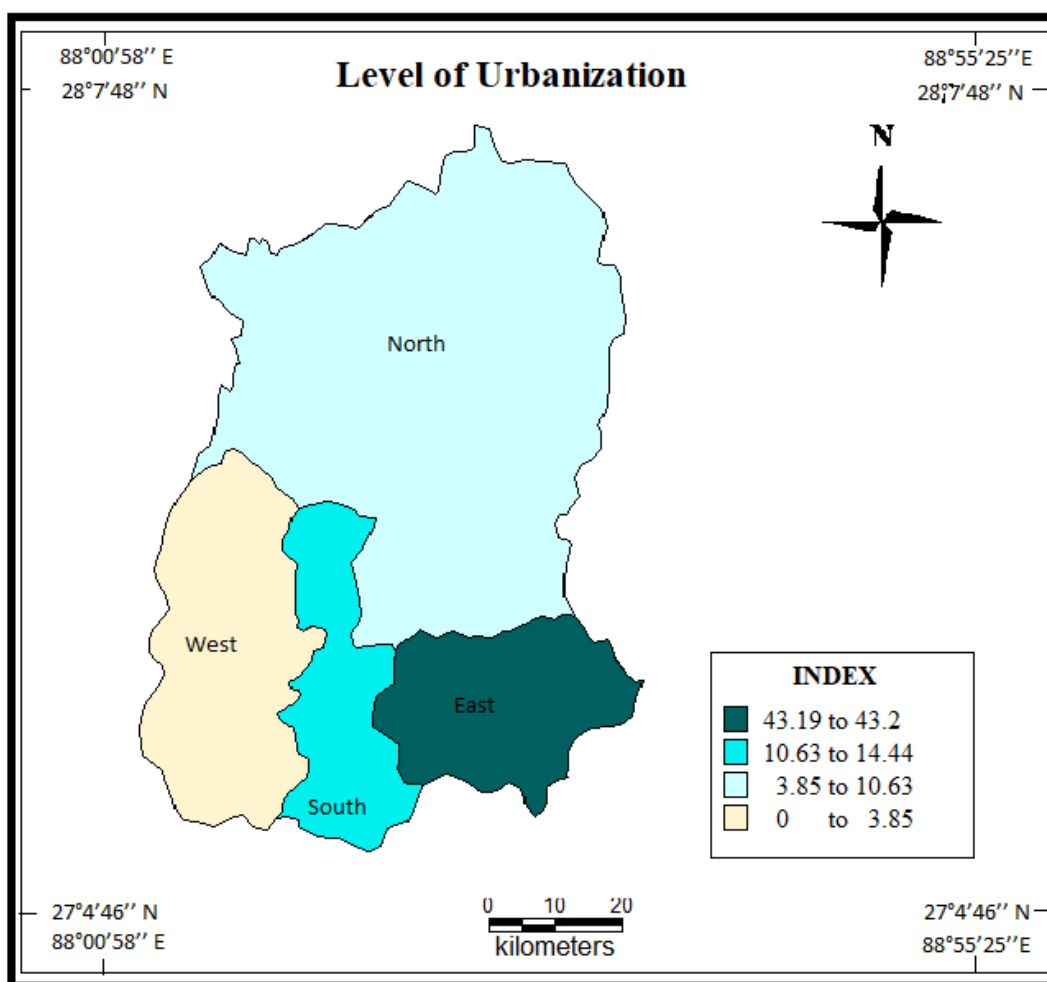 88°00'58'' E
28°7'48'' N
Level of Urbanization
88°55'25''E
28°7'48'' N
N
North
West
East
South
INDEX
43.19 to 43.2
10.63 to 14.44
3.85 to 10.63
0 to 3.85
27°4'46'' N
88°00'58'' E
0 10 20
kilometers
27°4'46'' N
88°55'25''E